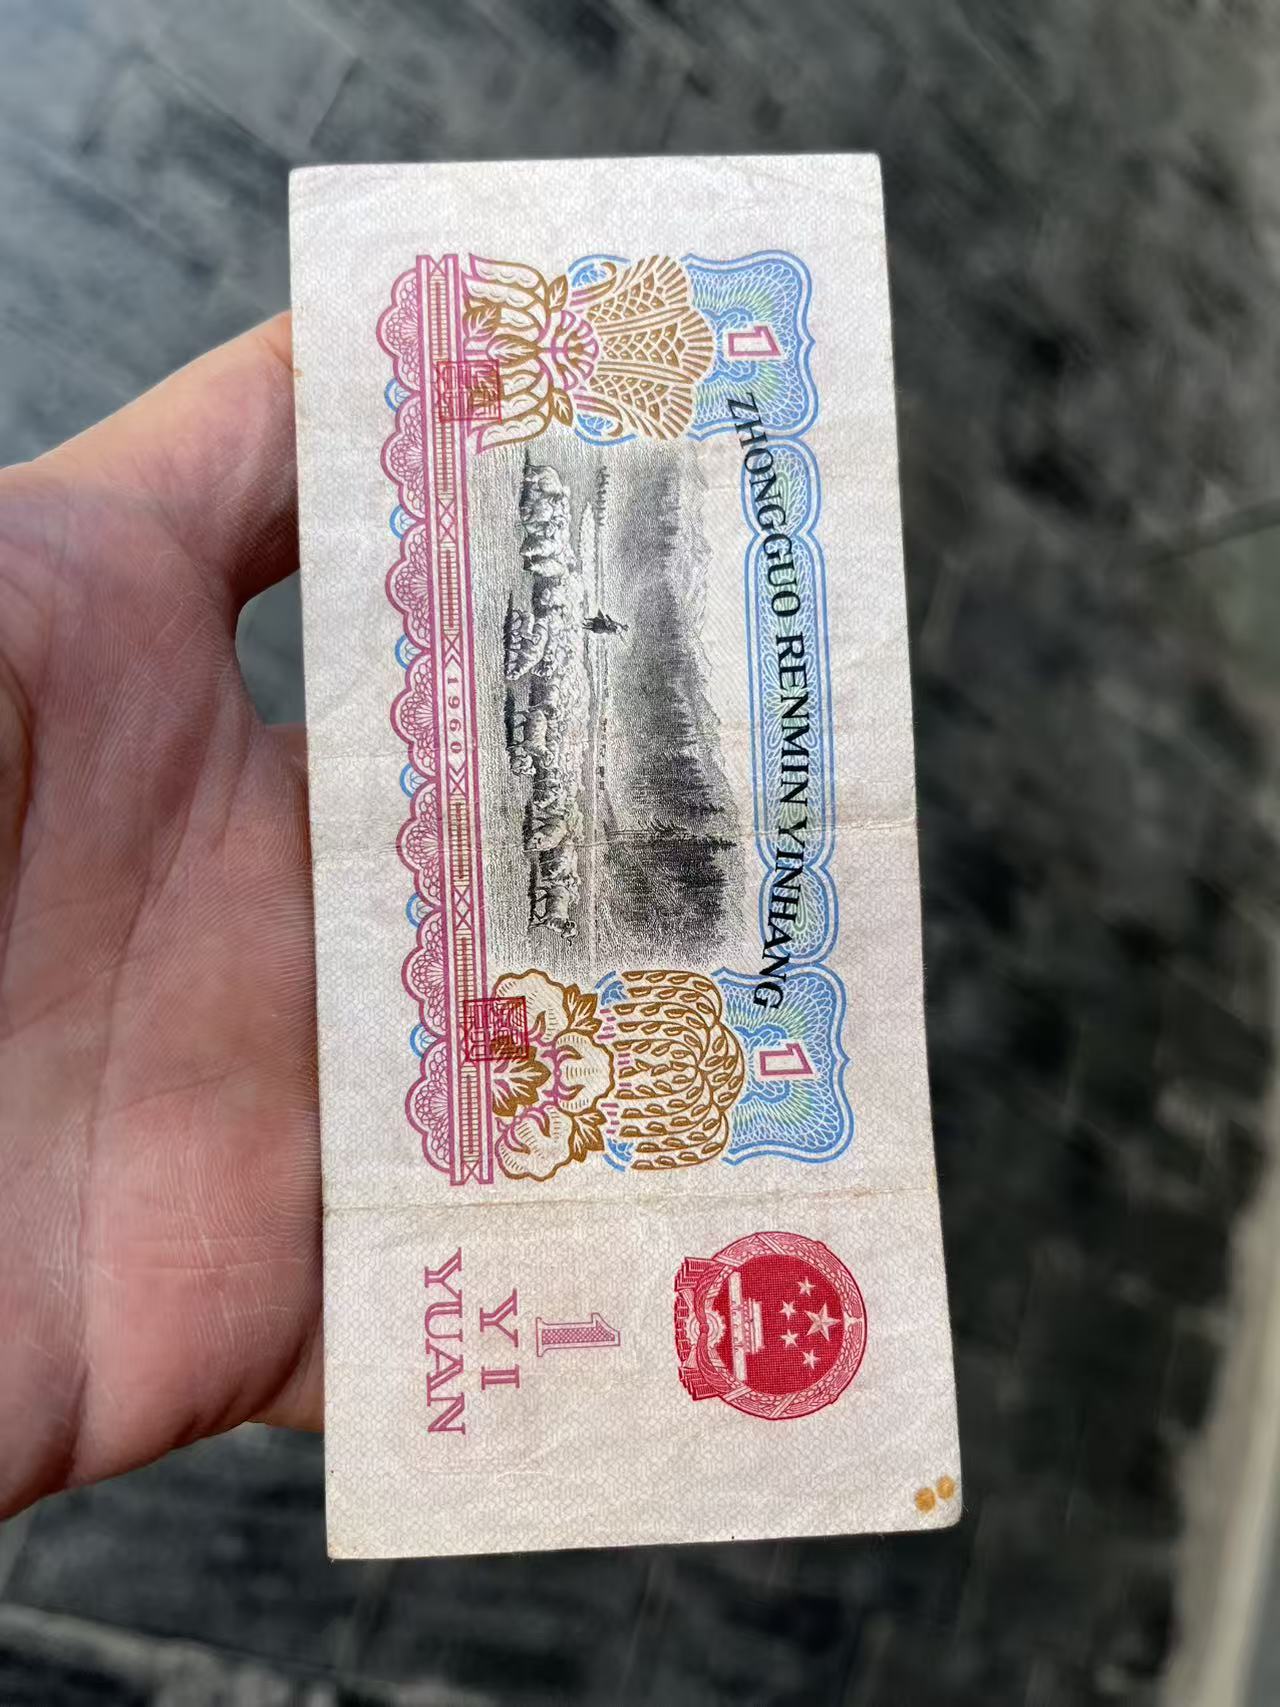 ZHONGGUO RENMIN YINHANG
1
1
1960
1
YI
YUAN